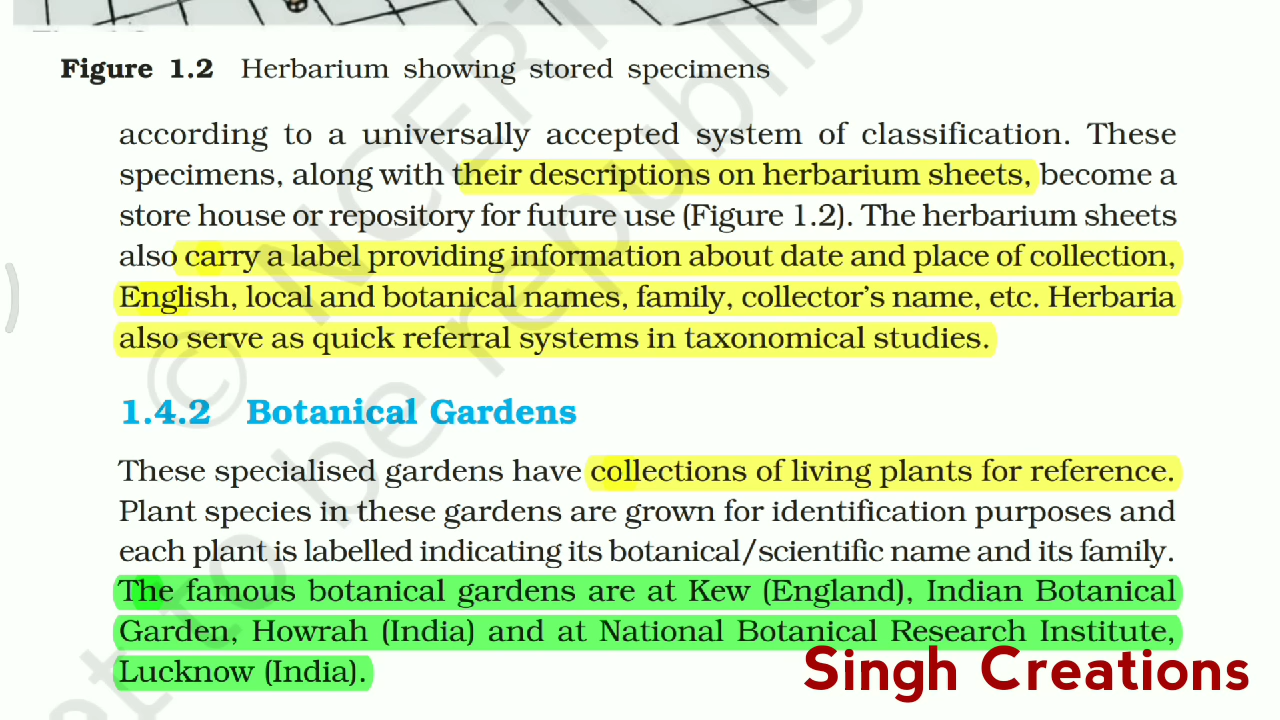 Figure 1.2 Herbarium showing stored specimens
according to a universally accepted system of classification. These
specimens, along with their descriptions on herbarium sheets, become a
store house or repository for future use (Figure 1.2). The herbarium sheets
also carry a label providing information about date and place of collection,
English, local and botanical names, family, collector's name, etc. Herbaria
also serve as quick referral systems in taxonomical studies.
1.4.2 Botanical Gardens
These specialised gardens have collections of living plants for reference.
Plant species in these gardens are grown for identification purposes and
each plant is labelled indicating its botanical/scientific name and its family.
The famous botanical gardens are at Kew (England), Indian Botanical
Garden, Howrah (India) and at National Botanical Research Institute,
Lucknow (India).
Singh Creations
© NCERT
to be republis